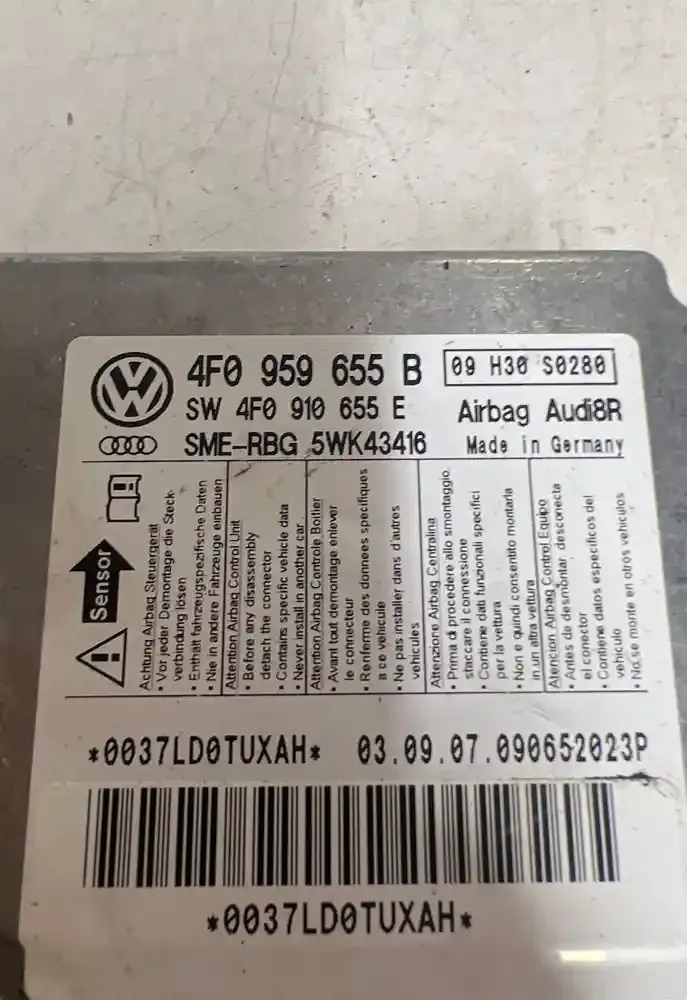 4F0 959 655 B
09 H30 S0280
SW 4F0 910 655 E
Airbag Audi8R
SME-RBG 5WK43416
Made in Germany
Sensor
Achtung Airbag Steuergerät
• Vor jeder Demontage die Steck-
verbindung lösen
• Enthält fahrzeugspezifische Daten
• Nie in andere Fahrzeuge einbauen
Attention Airbag Control Unit
• Before any disassembly
detach the connector
• Contains specific vehicle data
• Never install in another car
Attention Airbag Controle Boitier
• Avant tout demontage enlever
le connecteur
• Renferme des donnees specifiques
a ce vehicule
• Ne pas installer dans d'autres
vehicules
Attenzione Airbag Centralina
• Prima di procedere allo smontaggio
staccare il connessione
• Contiene dati funzionali specifici
per la vettura
• Non e quindi consentito montarla
in un altra vettura
Atencion Airbag Control Equipo
• Antes de desmontar desconecta
el conector
• Contiene datos especificos del
vehiculo
• No se monte en otros vehiculos
*0037LD0TUXAH*
03.09.07.090652023P
*0037LD0TUXAH*